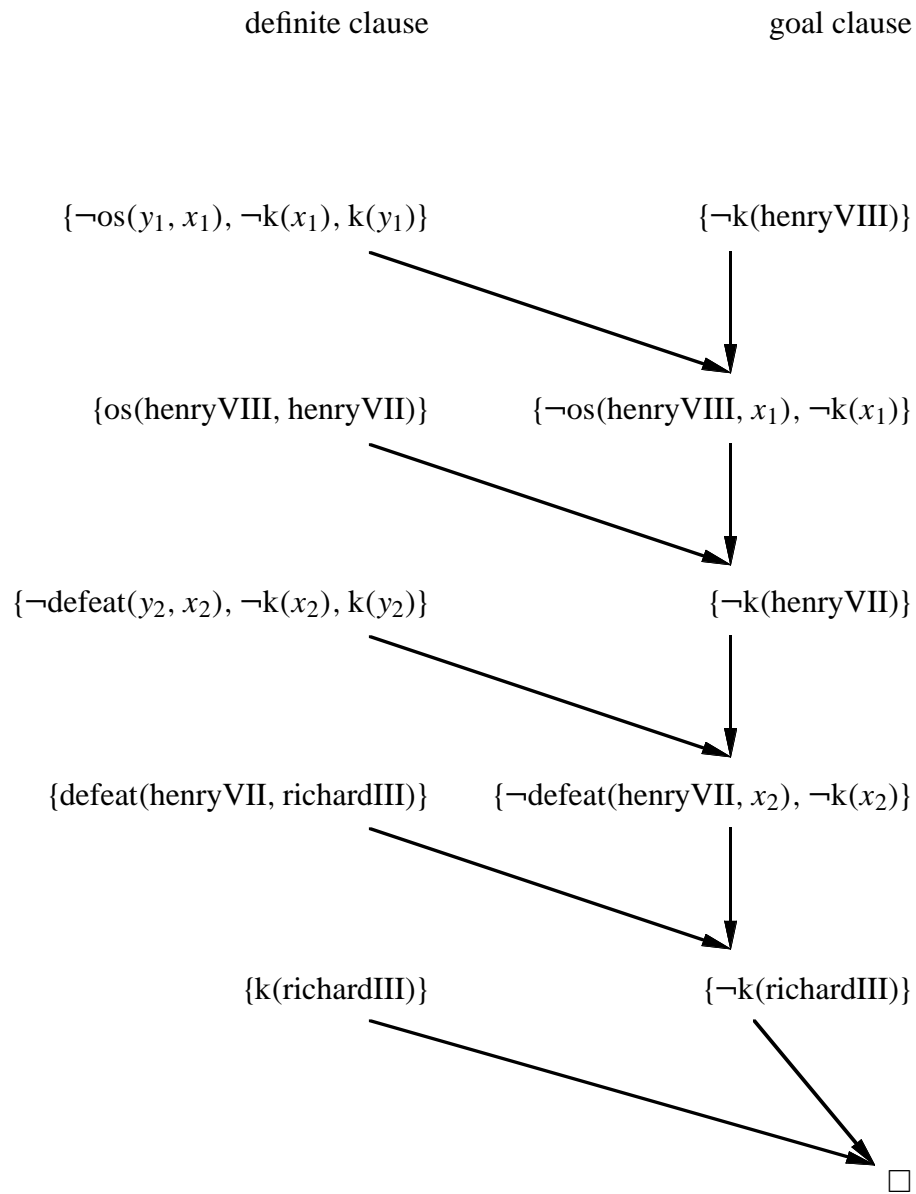 definite clause goal clause
{¬os(y₁, x₁), ¬k(x₁), k(y₁)} {¬k(henryVIII)}
{os(henryVIII, henryVII)} {¬os(henryVIII, x₁), ¬k(x₁)}
{¬defeat(y₂, x₂), ¬k(x₂), k(y₂)} {¬k(henryVII)}
{defeat(henryVII, richardIII)} {¬defeat(henryVII, x₂), ¬k(x₂)}
{k(richardIII)} {¬k(richardIII)}
□